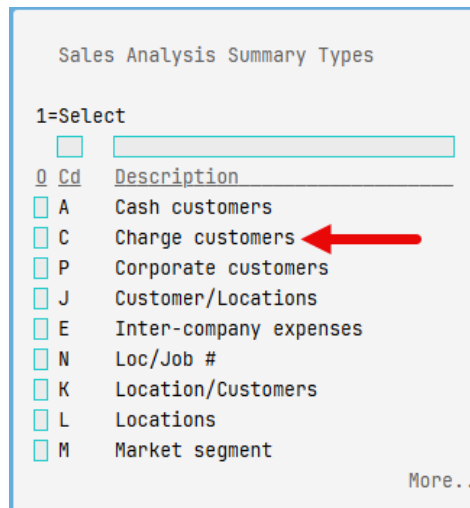 Sales Analysis Summary Types
1=Select
O Cd Description
A Cash customers
C Charge customers
P Corporate customers
J Customer/Locations
E Inter-company expenses
N Loc/Job #
K Location/Customers
L Locations
M Market segment
More..